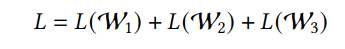 L = L(𝒲₁) + L(𝒲₂) + L(𝒲₃)